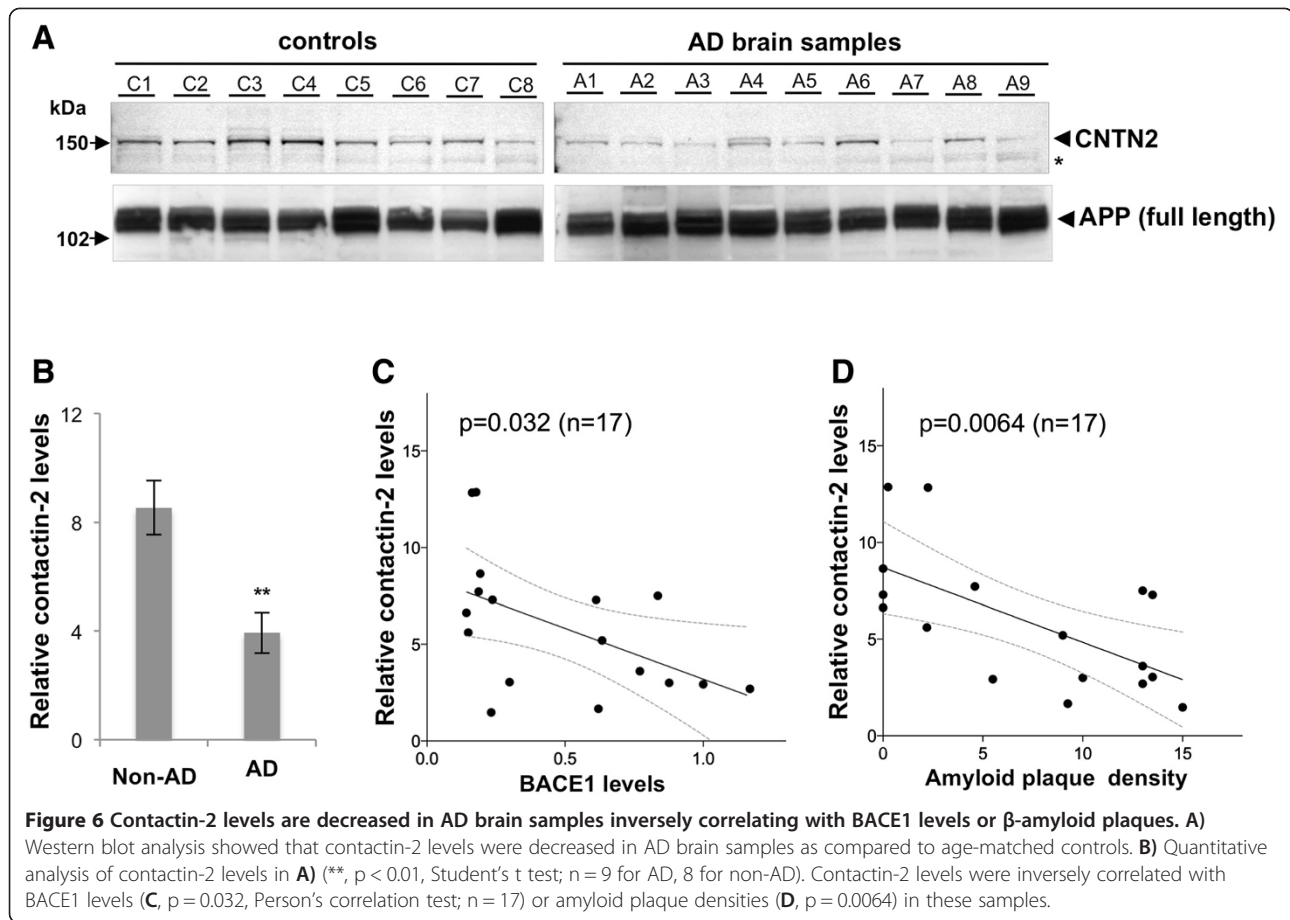 A
controls
AD brain samples
C1 C2 C3 C4 C5 C6 C7 C8
A1 A2 A3 A4 A5 A6 A7 A8 A9
kDa
150
CNTN2
*
102
APP (full length)
B
Relative contactin-2 levels
12
8
4
0
**
Non-AD AD
C
p=0.032 (n=17)
Relative contactin-2 levels
15
10
5
0
0.0 0.5 1.0
BACE1 levels
D
p=0.0064 (n=17)
Relative contactin-2 levels
15
10
5
0
0 5 10 15
Amyloid plaque density
Figure 6 Contactin-2 levels are decreased in AD brain samples inversely correlating with BACE1 levels or β-amyloid plaques. A)
Western blot analysis showed that contactin-2 levels were decreased in AD brain samples as compared to age-matched controls. B) Quantitative
analysis of contactin-2 levels in A) (**, p < 0.01, Student's t test; n = 9 for AD, 8 for non-AD). Contactin-2 levels were inversely correlated with
BACE1 levels (C, p = 0.032, Person's correlation test; n = 17) or amyloid plaque densities (D, p = 0.0064) in these samples.